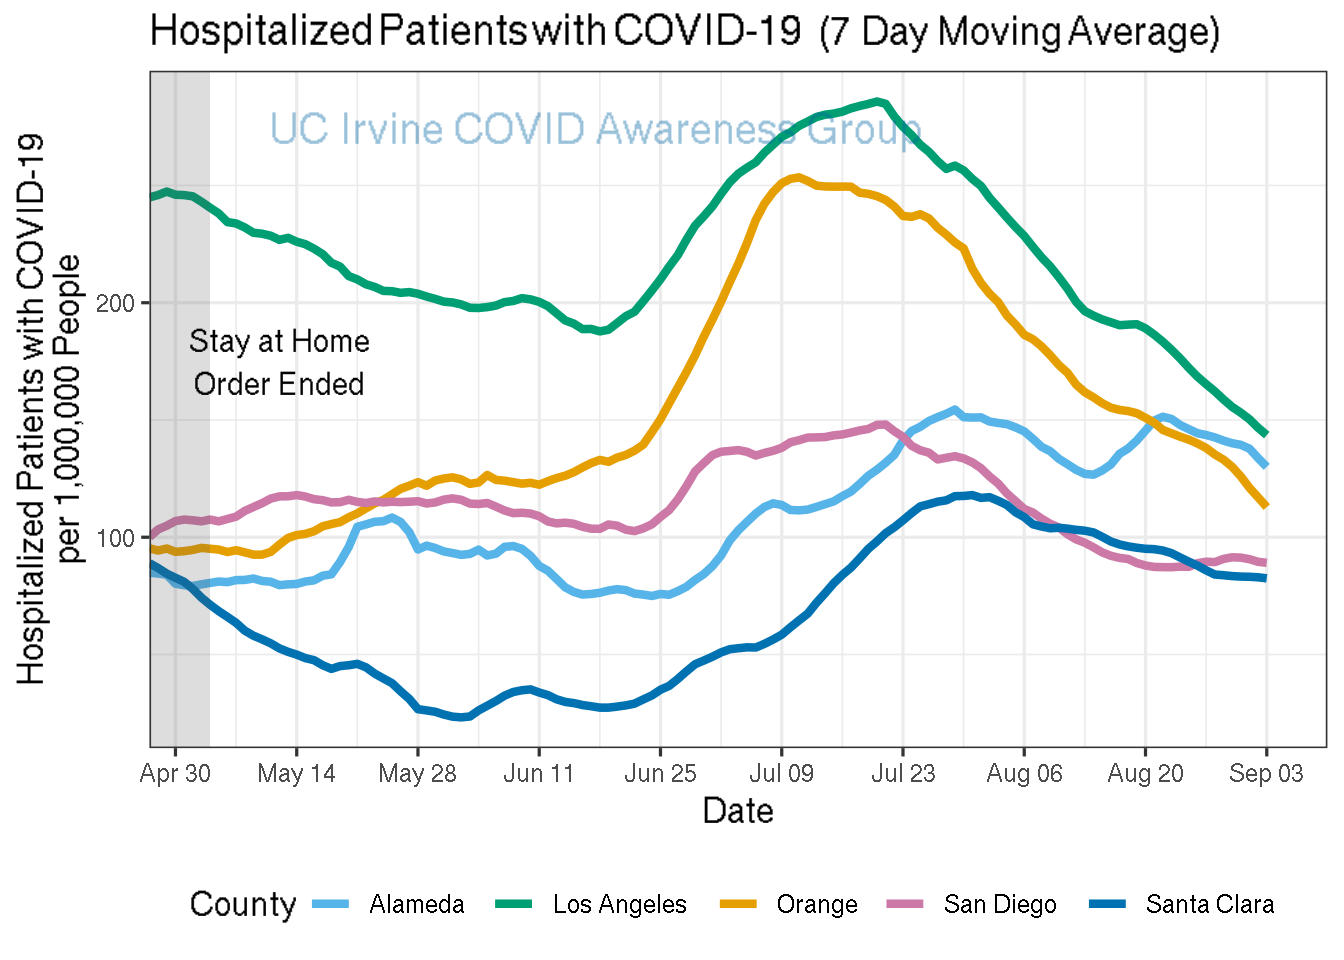 Hospitalized Patients with COVID-19 (7 Day Moving Average)
UC Irvine COVID Awareness Group
Hospitalized Patients with COVID-19
per 1,000,000 People
200
100
Stay at Home
Order Ended
Apr 30 May 14 May 28 Jun 11 Jun 25 Jul 09 Jul 23 Aug 06 Aug 20 Sep 03
Date
County Alameda Los Angeles Orange San Diego Santa Clara